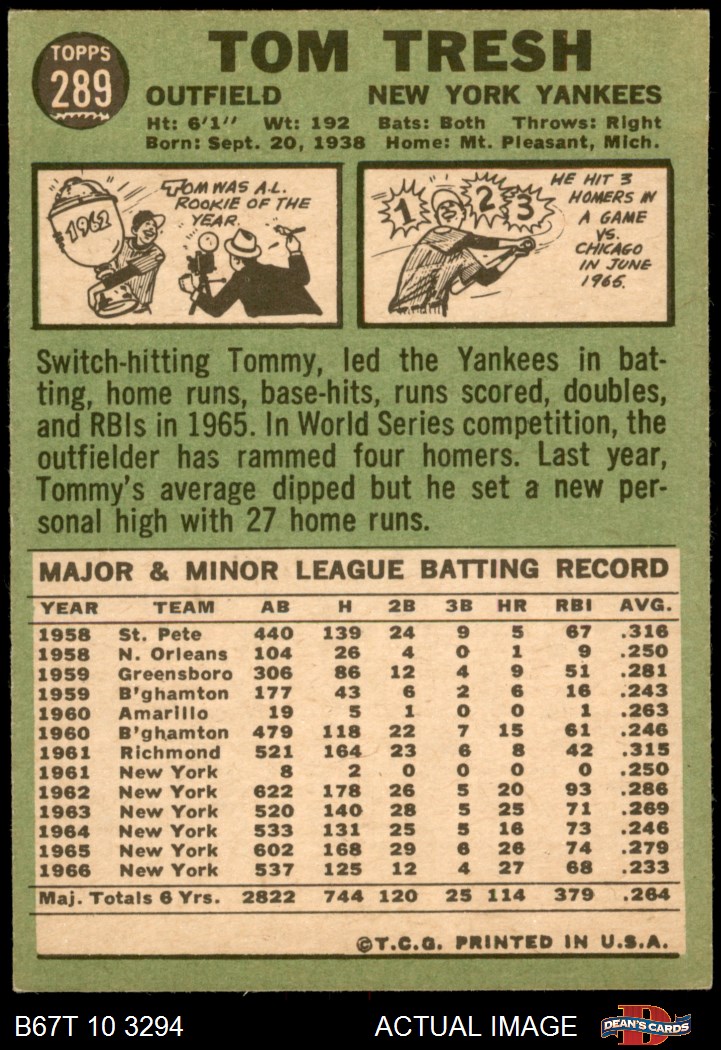 TOPPS
289
TOM TRESH
OUTFIELD NEW YORK YANKEES
Ht: 6'1" Wt: 192 Bats: Both Throws: Right
Born: Sept. 20, 1938 Home: Mt. Pleasant, Mich.
1962
TOM WAS A.L.
ROOKIE OF THE
YEAR.
1 2 3
HE HIT 3
HOMERS IN
A GAME
VS.
CHICAGO
IN JUNE
1965.
Switch-hitting Tommy, led the Yankees in bat-
ting, home runs, base-hits, runs scored, doubles,
and RBIs in 1965. In World Series competition, the
outfielder has rammed four homers. Last year,
Tommy's average dipped but he set a new per-
sonal high with 27 home runs.
MAJOR & MINOR LEAGUE BATTING RECORD
YEAR TEAM AB H 2B 3B HR RBI AVG.
1958 St. Pete 440 139 24 9 5 67 .316
1958 N. Orleans 104 26 4 0 1 9 .250
1959 Greensboro 306 86 12 4 9 51 .281
1959 B'ghamton 177 43 6 2 6 16 .243
1960 Amarillo 19 5 1 0 0 1 .263
1960 B'ghamton 479 118 22 7 15 61 .246
1961 Richmond 521 164 23 6 8 42 .315
1961 New York 8 2 0 0 0 0 .250
1962 New York 622 178 26 5 20 93 .286
1963 New York 520 140 28 5 25 71 .269
1964 New York 533 131 25 5 16 73 .246
1965 New York 602 168 29 6 26 74 .279
1966 New York 537 125 12 4 27 68 .233
Maj. Totals 6 Yrs. 2822 744 120 25 114 379 .264
©T.C.G. PRINTED IN U.S.A.
B67T 10 3294 ACTUAL IMAGE
D
DEAN'S CARDS